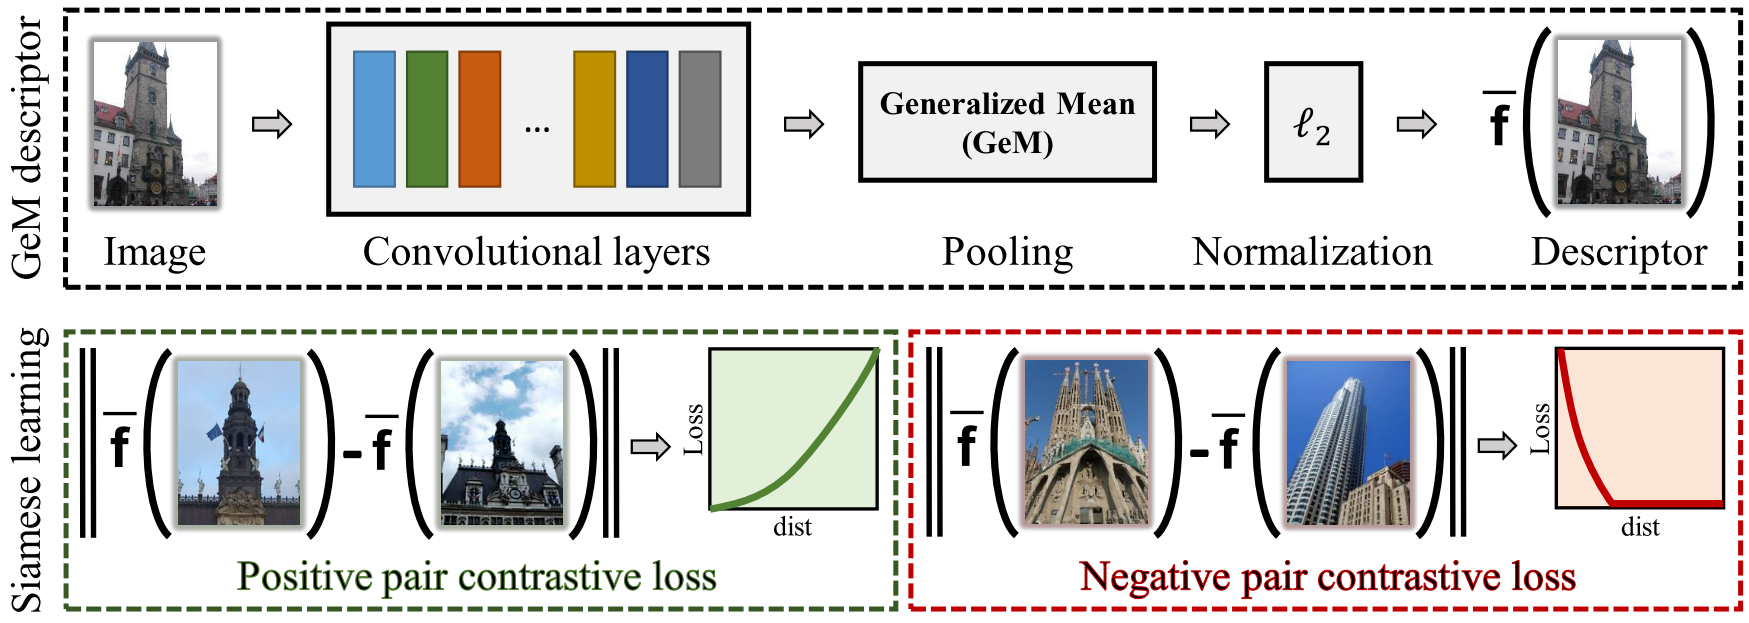 GeM descriptor
...
Generalized Mean
(GeM)
ℓ₂
f̅
Image
Convolutional layers
Pooling
Normalization
Descriptor
Siamese learning
f̅ - f̅
Loss
dist
Positive pair contrastive loss
f̅ - f̅
Loss
dist
Negative pair contrastive loss